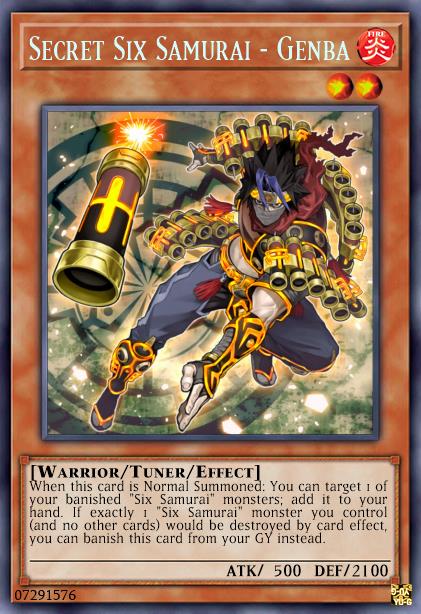 SECRET SIX SAMURAI - GENBA
FIRE
炎
[WARRIOR/TUNER/EFFECT]
When this card is Normal Summoned: You can target 1 of
your banished "Six Samurai" monsters; add it to your
hand. If exactly 1 "Six Samurai" monster you control
(and no other cards) would be destroyed by card effect,
you can banish this card from your GY instead.
ATK/ 500 DEF/2100
07291576